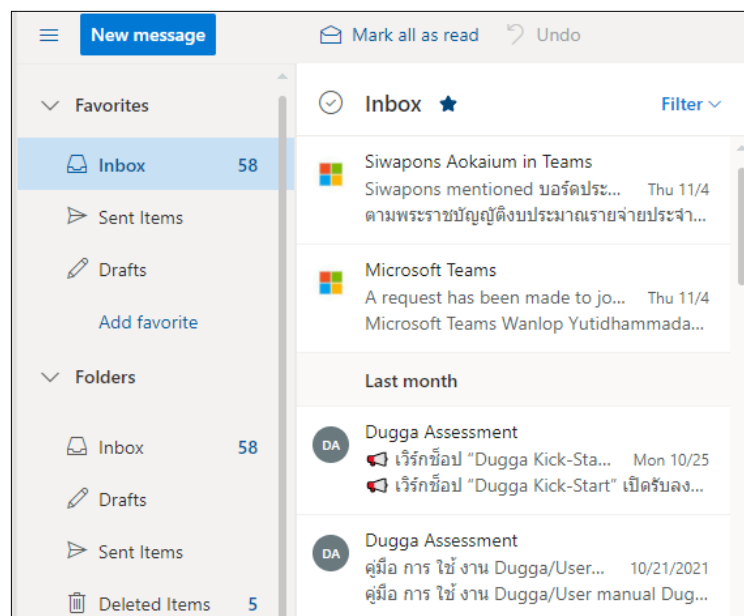 New message
Mark all as read
Undo
Favorites
Inbox 58
Sent Items
Drafts
Add favorite
Folders
Inbox 58
Drafts
Sent Items
Deleted Items 5
Inbox
Filter
Siwapons Aokaium in Teams
Siwapons mentioned บอร์ดประ... Thu 11/4
ตามพระราชบัญญัติงบประมาณรายจ่ายประจำ...
Microsoft Teams
A request has been made to jo... Thu 11/4
Microsoft Teams Wanlop Yutidhammada...
Last month
DA
Dugga Assessment
เวิร์กช็อป “Dugga Kick-Sta... Mon 10/25
เวิร์กช็อป “Dugga Kick-Start” เปิดรับลง...
DA
Dugga Assessment
คู่มือ การ ใช้ งาน Dugga/User... 10/21/2021
คู่มือ การ ใช้ งาน Dugga/User manual Dug...